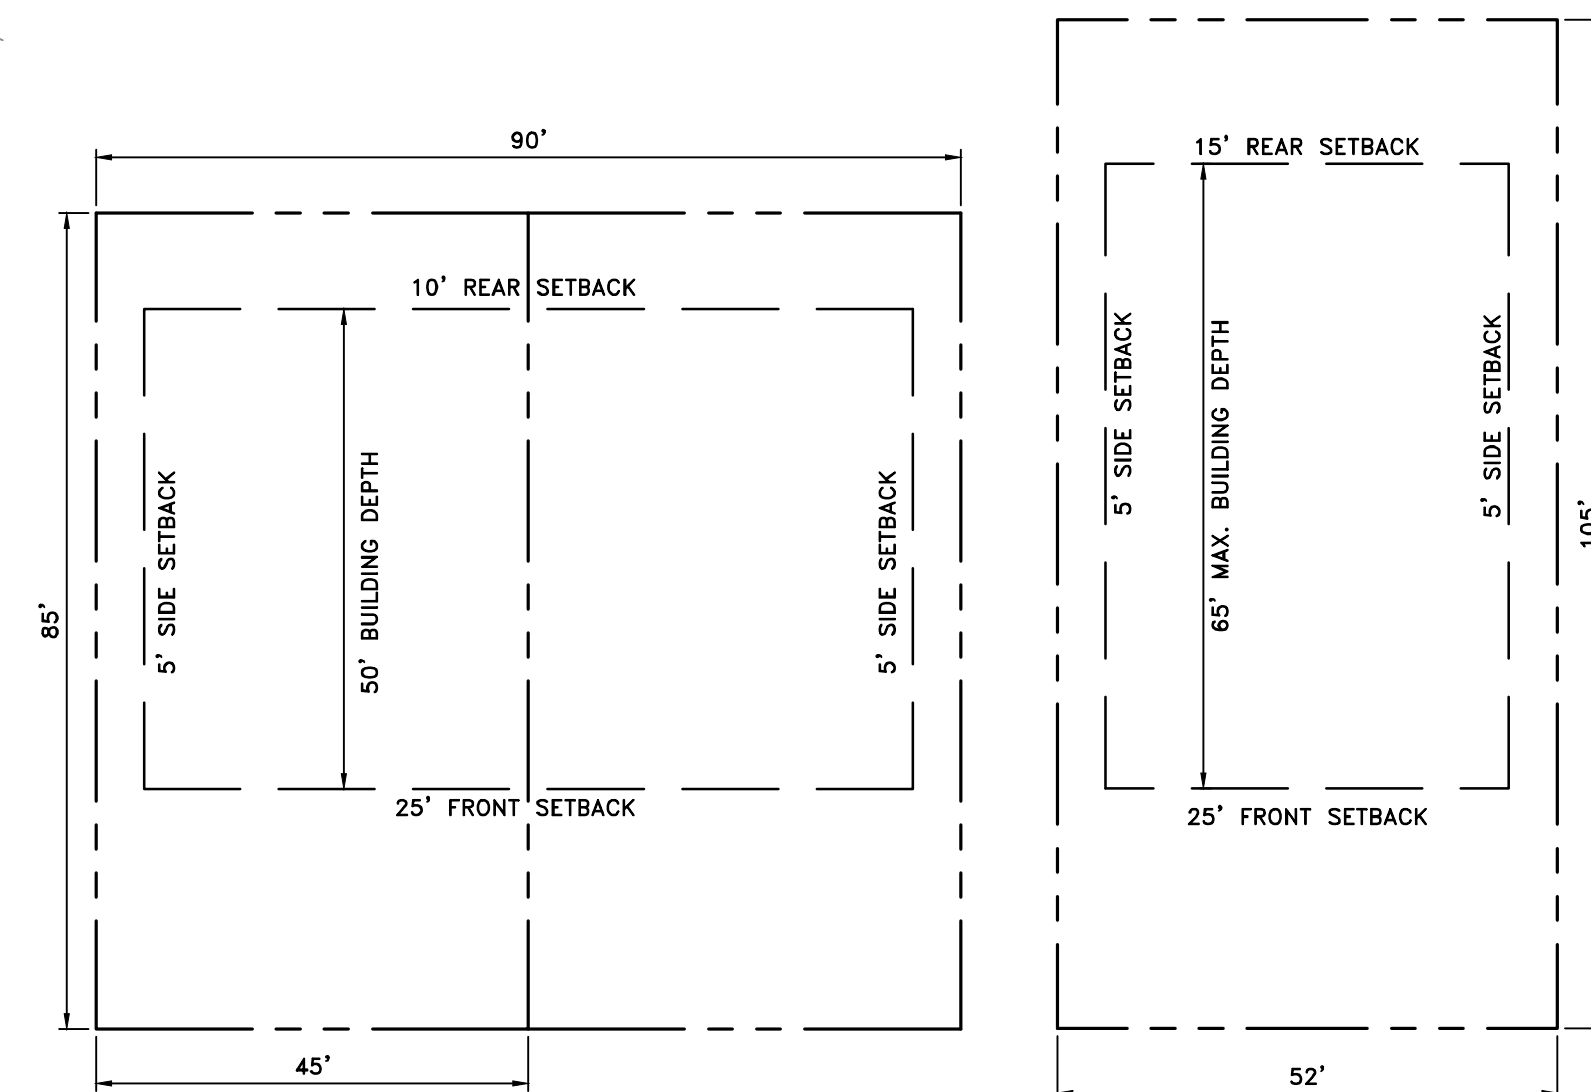 90'
10' REAR SETBACK
85'
5' SIDE SETBACK
50' BUILDING DEPTH
5' SIDE SETBACK
25' FRONT SETBACK
45'
15' REAR SETBACK
5' SIDE SETBACK
65' MAX. BUILDING DEPTH
5' SIDE SETBACK
105'
25' FRONT SETBACK
52'